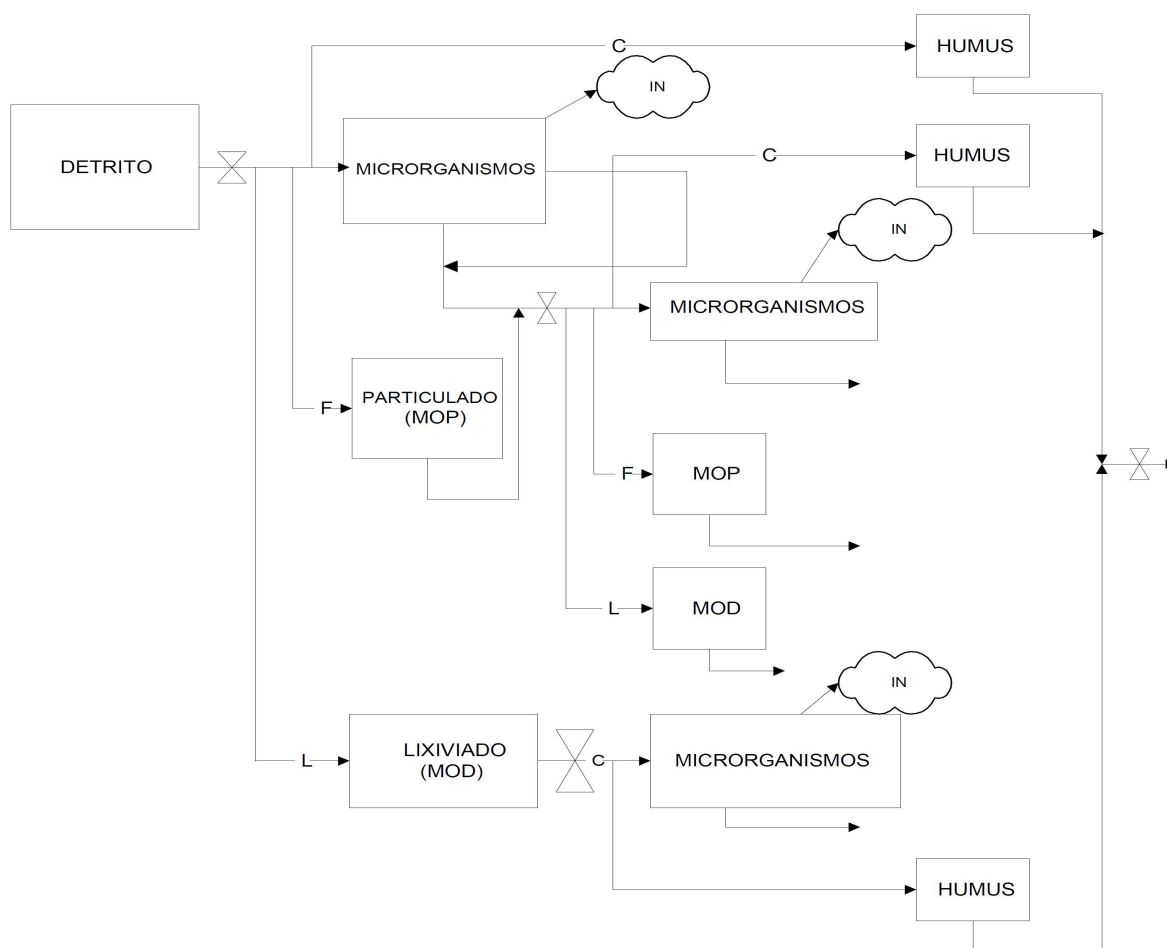 HUMUS
C
IN
DETRITO
MICRORGANISMOS
C
HUMUS
IN
MICRORGANISMOS
PARTICULADO
(MOP)
F
F
MOP
L
MOD
IN
L
LIXIVIADO
(MOD)
C
MICRORGANISMOS
HUMUS